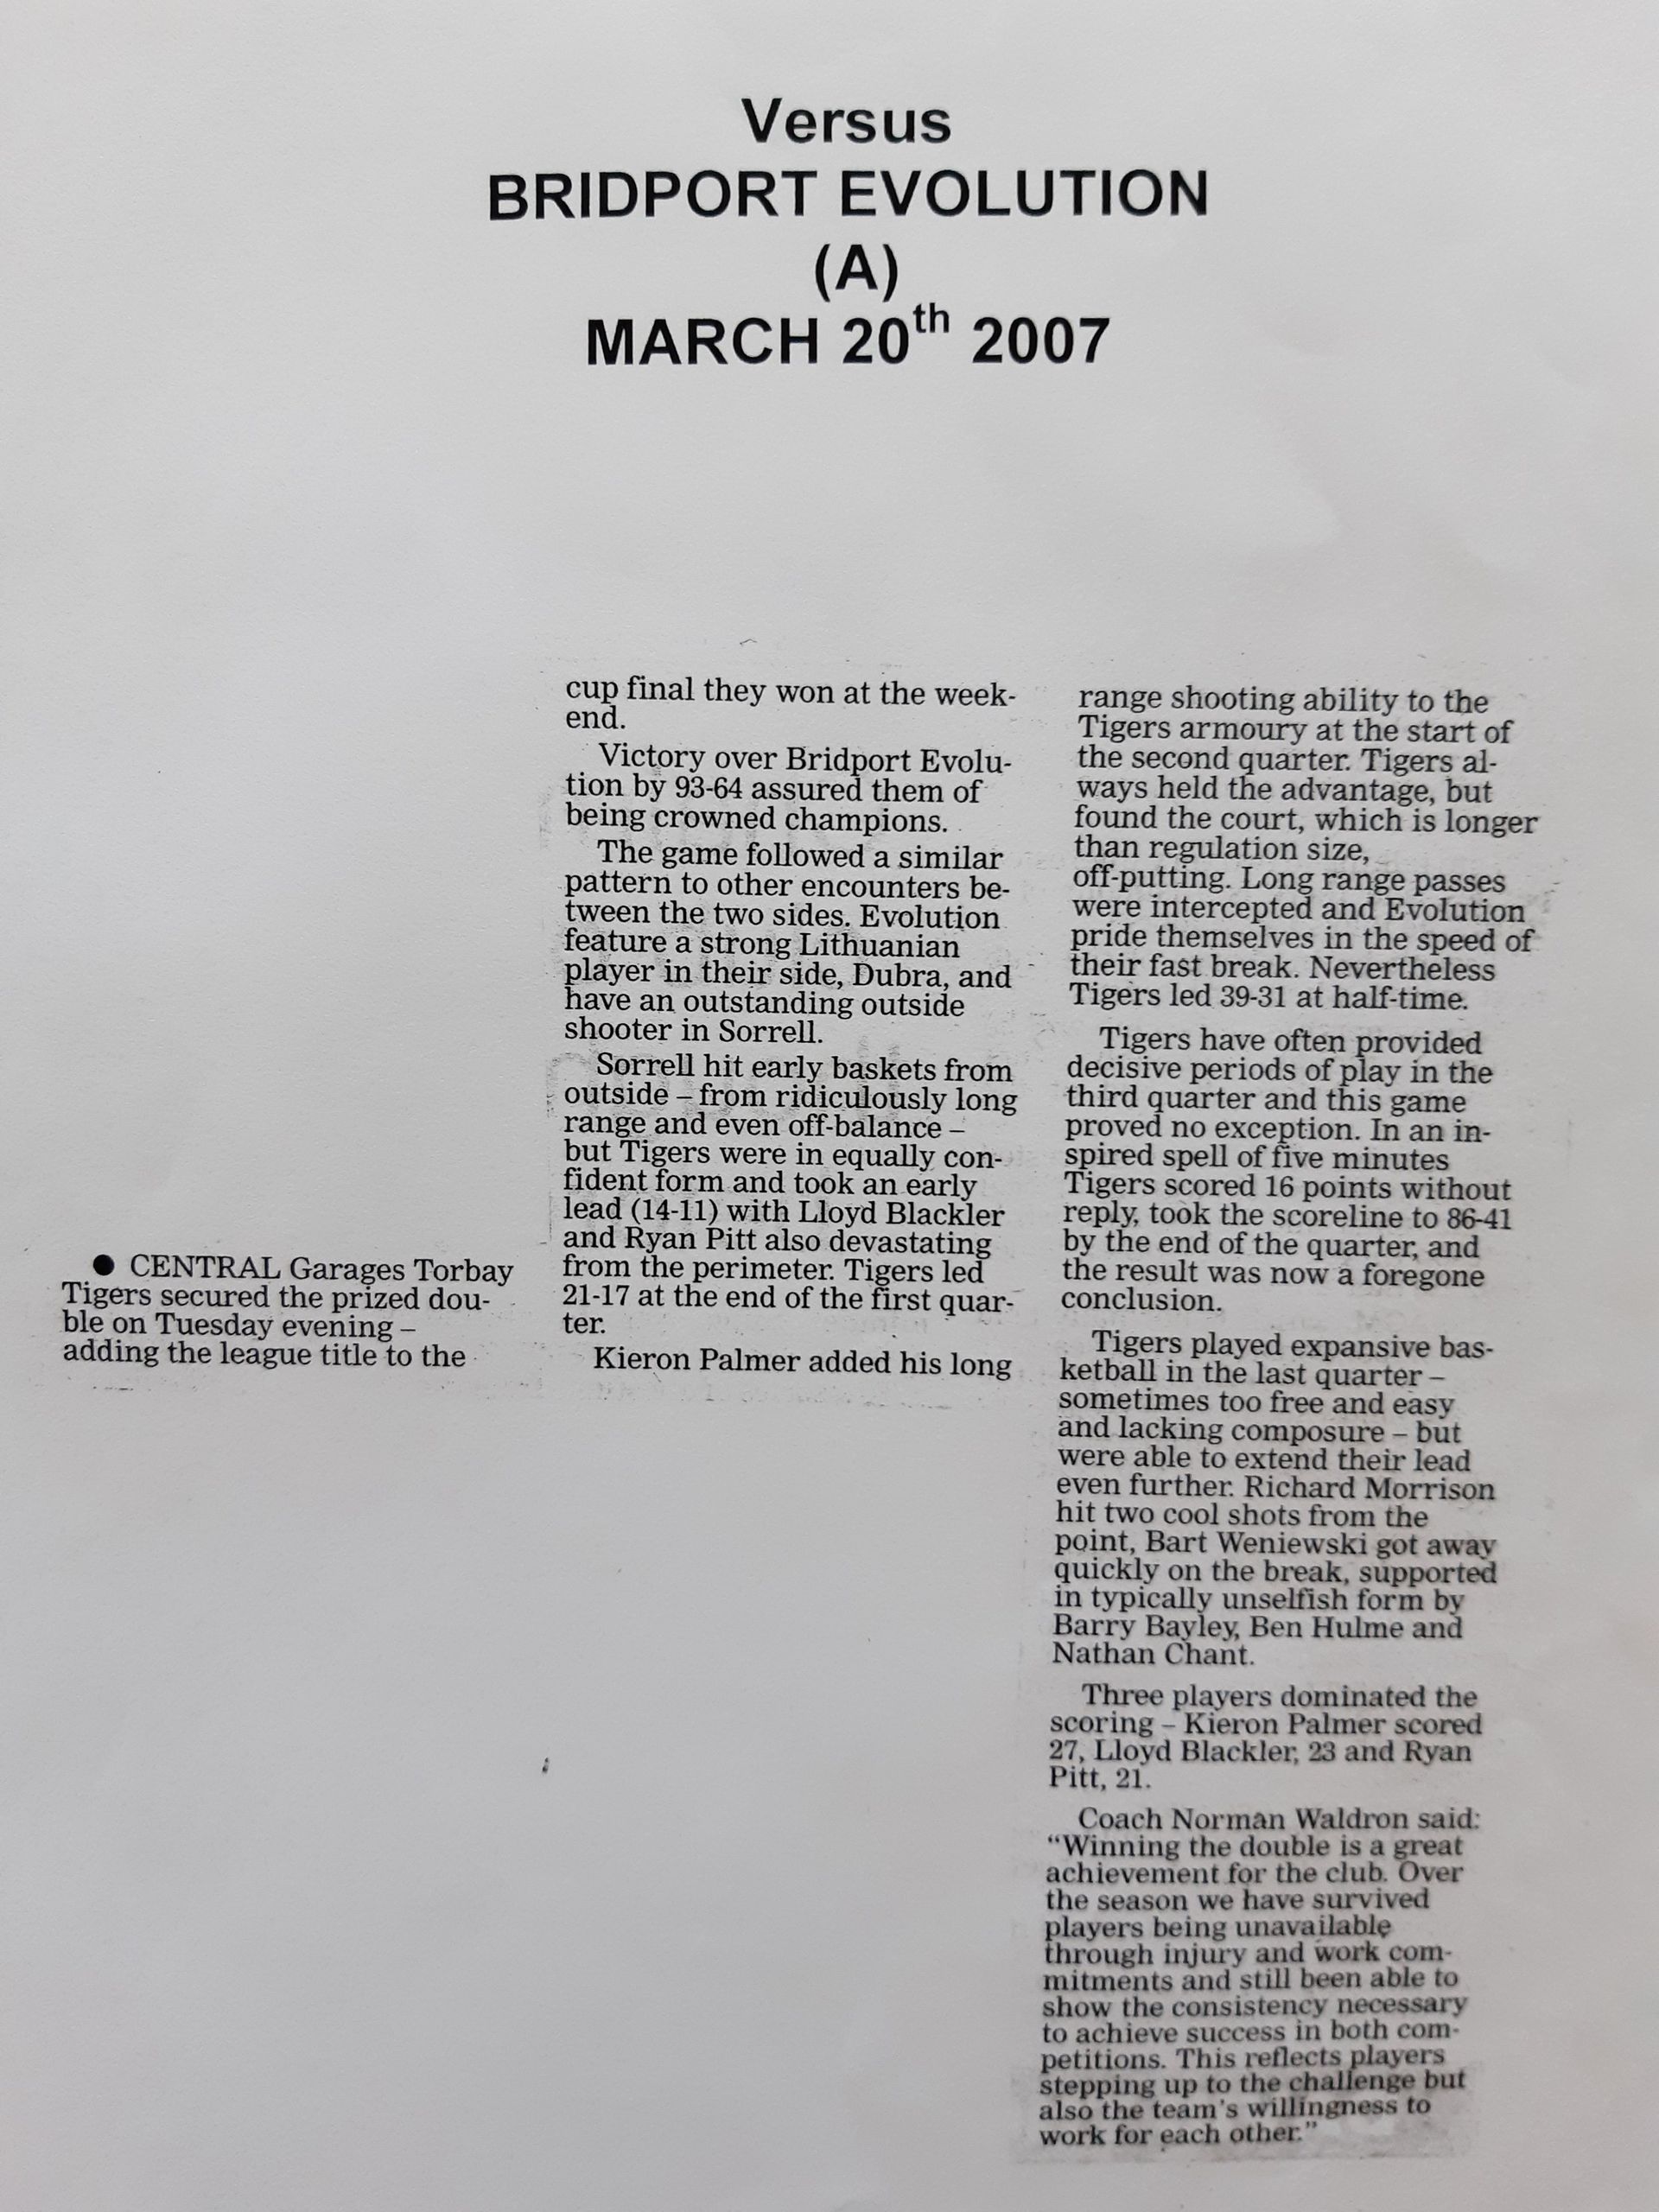 Versus
BRIDPORT EVOLUTION
(A)
MARCH 20th 2007
● CENTRAL Garages Torbay
Tigers secured the prized dou-
ble on Tuesday evening –
adding the league title to the
cup final they won at the week-
end.
Victory over Bridport Evolu-
tion by 93-64 assured them of
being crowned champions.
The game followed a similar
pattern to other encounters be-
tween the two sides. Evolution
feature a strong Lithuanian
player in their side, Dubra, and
have an outstanding outside
shooter in Sorrell.
Sorrell hit early baskets from
outside – from ridiculously long
range and even off-balance –
but Tigers were in equally con-
fident form and took an early
lead (14-11) with Lloyd Blackler
and Ryan Pitt also devastating
from the perimeter. Tigers led
21-17 at the end of the first quar-
ter.
Kieron Palmer added his long
range shooting ability to the
Tigers armoury at the start of
the second quarter. Tigers al-
ways held the advantage, but
found the court, which is longer
than regulation size,
off-putting. Long range passes
were intercepted and Evolution
pride themselves in the speed of
their fast break. Nevertheless
Tigers led 39-31 at half-time.
Tigers have often provided
decisive periods of play in the
third quarter and this game
proved no exception. In an in-
spired spell of five minutes
Tigers scored 16 points without
reply, took the scoreline to 86-41
by the end of the quarter, and
the result was now a foregone
conclusion.
Tigers played expansive bas-
ketball in the last quarter –
sometimes too free and easy
and lacking composure – but
were able to extend their lead
even further. Richard Morrison
hit two cool shots from the
point, Bart Weniewski got away
quickly on the break, supported
in typically unselfish form by
Barry Bayley, Ben Hulme and
Nathan Chant.
Three players dominated the
scoring – Kieron Palmer scored
27, Lloyd Blackler, 23 and Ryan
Pitt, 21.
Coach Norman Waldron said:
“Winning the double is a great
achievement for the club. Over
the season we have survived
players being unavailable
through injury and work com-
mitments and still been able to
show the consistency necessary
to achieve success in both com-
petitions. This reflects players
stepping up to the challenge but
also the team's willingness to
work for each other.”